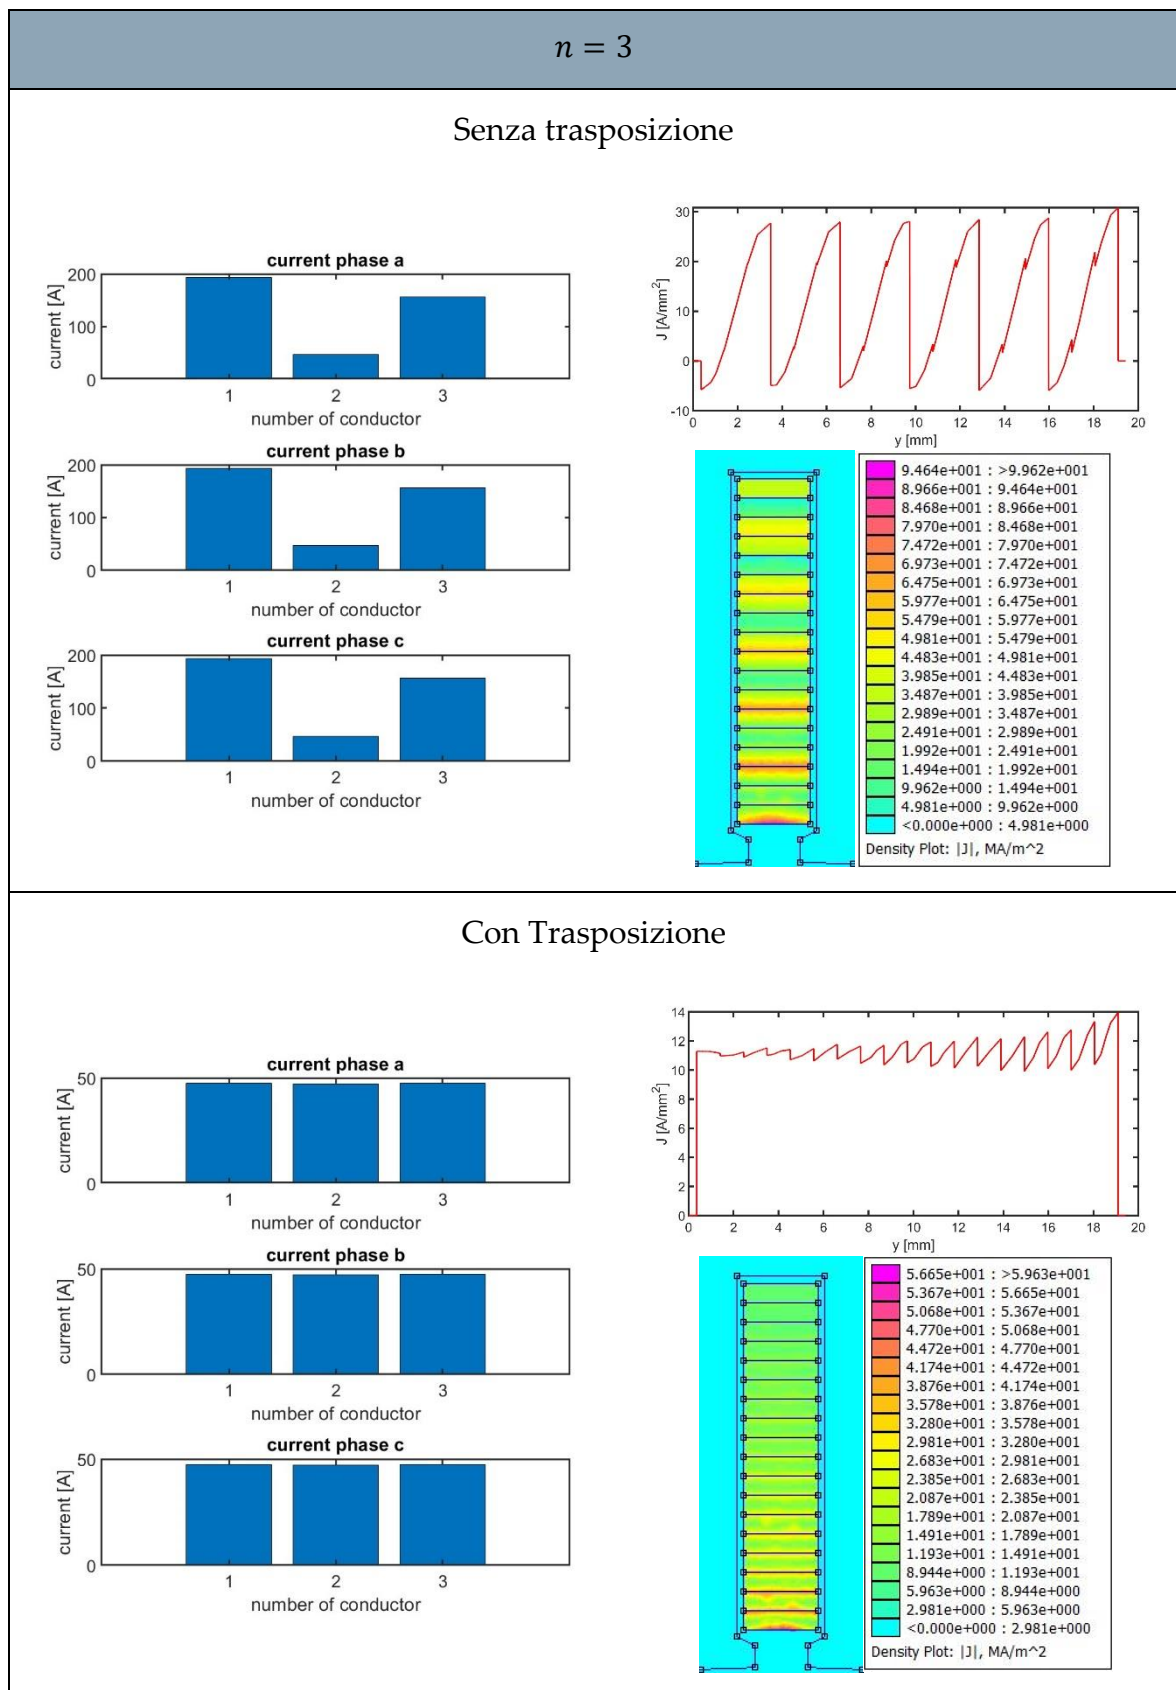 n = 3
Senza trasposizione
current phase a
current [A]
200
100
0
1 2 3
number of conductor
current phase b
current [A]
200
100
0
1 2 3
number of conductor
current phase c
current [A]
200
100
0
1 2 3
number of conductor
J [A/mm²]
30
20
10
0
-10
0 2 4 6 8 10 12 14 16 18 20
y [mm]
9.464e+001 : >9.962e+001
8.966e+001 : 9.464e+001
8.468e+001 : 8.966e+001
7.970e+001 : 8.468e+001
7.472e+001 : 7.970e+001
6.973e+001 : 7.472e+001
6.475e+001 : 6.973e+001
5.977e+001 : 6.475e+001
5.479e+001 : 5.977e+001
4.981e+001 : 5.479e+001
4.483e+001 : 4.981e+001
3.985e+001 : 4.483e+001
3.487e+001 : 3.985e+001
2.989e+001 : 3.487e+001
2.491e+001 : 2.989e+001
1.992e+001 : 2.491e+001
1.494e+001 : 1.992e+001
9.962e+000 : 1.494e+001
4.981e+000 : 9.962e+000
<0.000e+000 : 4.981e+000
Density Plot: |J|, MA/m^2
Con Trasposizione
current phase a
current [A]
50
0
1 2 3
number of conductor
current phase b
current [A]
50
0
1 2 3
number of conductor
current phase c
current [A]
50
0
1 2 3
number of conductor
J [A/mm²]
14
12
10
8
6
4
2
0
0 2 4 6 8 10 12 14 16 18 20
y [mm]
5.665e+001 : >5.963e+001
5.367e+001 : 5.665e+001
5.068e+001 : 5.367e+001
4.770e+001 : 5.068e+001
4.472e+001 : 4.770e+001
4.174e+001 : 4.472e+001
3.876e+001 : 4.174e+001
3.578e+001 : 3.876e+001
3.280e+001 : 3.578e+001
2.981e+001 : 3.280e+001
2.683e+001 : 2.981e+001
2.385e+001 : 2.683e+001
2.087e+001 : 2.385e+001
1.789e+001 : 2.087e+001
1.491e+001 : 1.789e+001
1.193e+001 : 1.491e+001
8.944e+000 : 1.193e+001
5.963e+000 : 8.944e+000
2.981e+000 : 5.963e+000
<0.000e+000 : 2.981e+000
Density Plot: |J|, MA/m^2